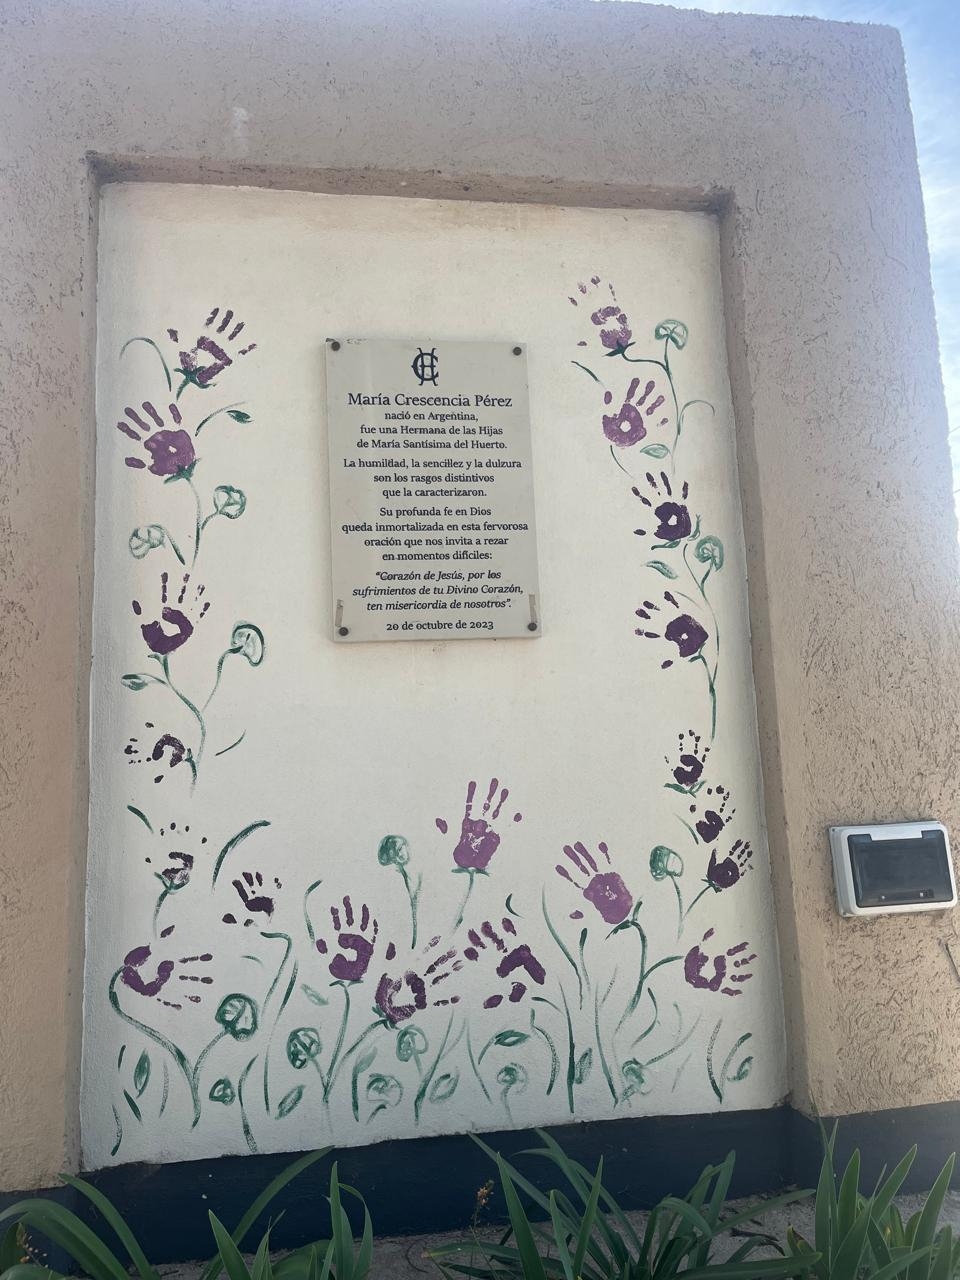 CH
María Crescencia Pérez
nació en Argentina,
fue una Hermana de las Hijas
de María Santísima del Huerto.
La humildad, la sencillez y la dulzura
son los rasgos distintivos
que la caracterizaron.
Su profunda fe en Dios
queda inmortalizada en esta fervorosa
oración que nos invita a rezar
en momentos difíciles:
“Corazón de Jesús, por los
sufrimientos de tu Divino Corazón,
ten misericordia de nosotros”.
20 de octubre de 2023